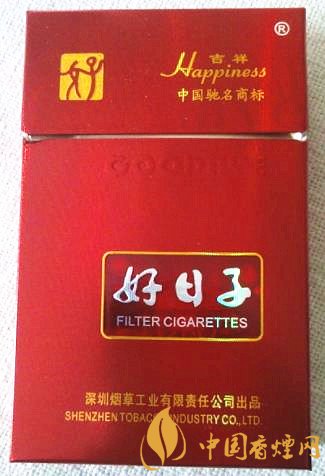 ®
吉祥
Happiness
中国驰名商标
好日子
FILTER CIGARETTES
深圳烟草工业有限责任公司出品
SHENZHEN TOBACCO INDUSTRY CO., LTD.
中国香烟网